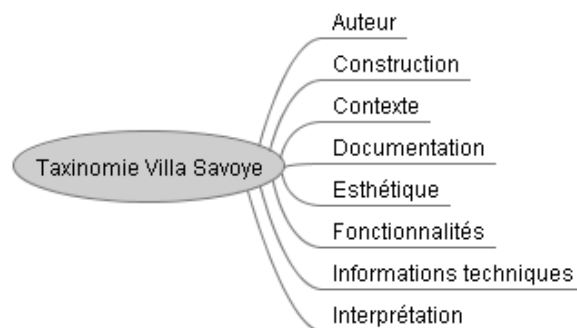 Auteur
Construction
Contexte
Documentation
Taxinomie Villa Savoye
Esthétique
Fonctionnalités
Informations techniques
Interprétation